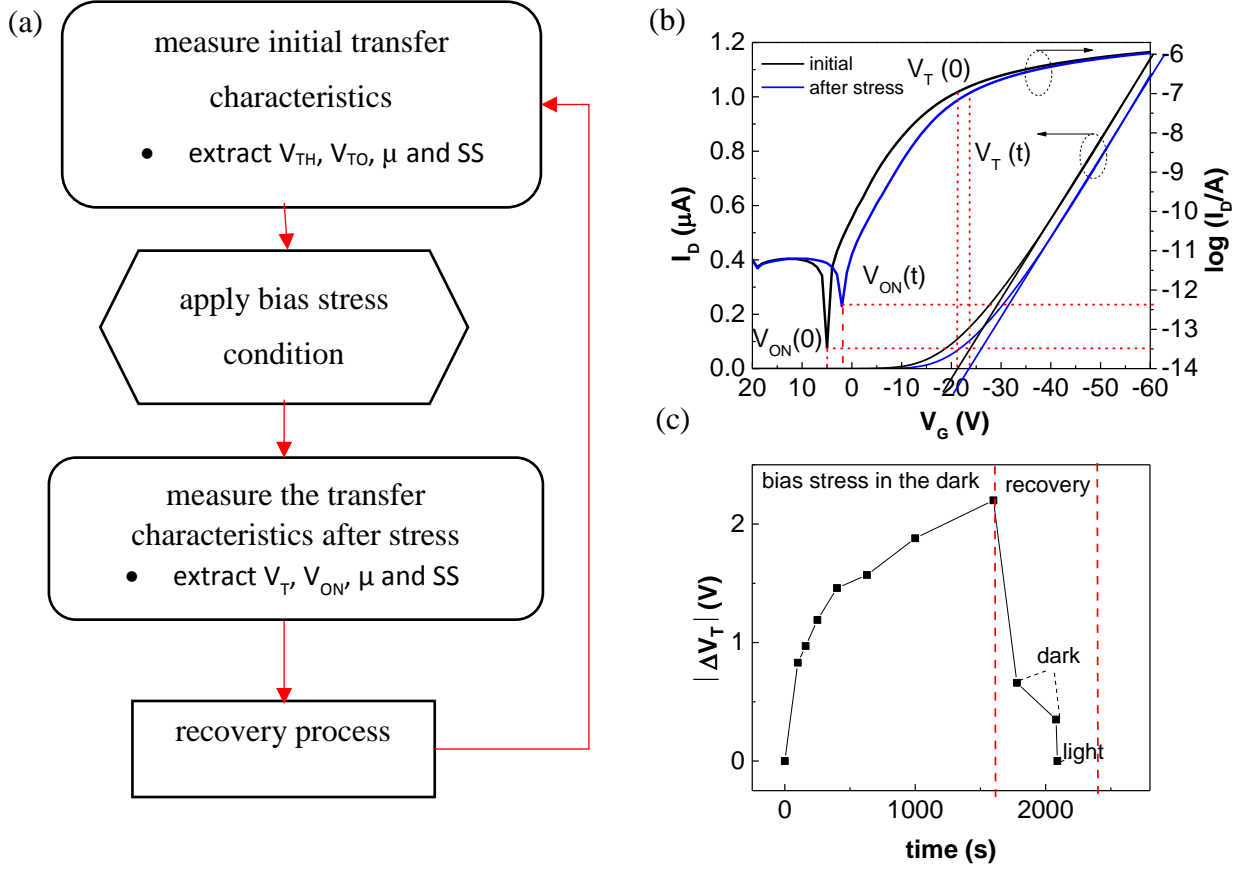 (a)
measure initial transfer
characteristics
• extract V_TH, V_TO, μ and SS
apply bias stress
condition
measure the transfer
characteristics after stress
• extract V_T, V_ON, μ and SS
recovery process
(b)
1.2
1.0
0.8
0.6
0.4
0.2
0.0
I_D (μA)
initial
after stress
V_T (0)
V_T (t)
V_ON(t)
V_ON(0)
-6
-7
-8
-9
-10
-11
-12
-13
-14
log (I_D/A)
20 10 0 -10 -20 -30 -40 -50 -60
V_G (V)
(c)
bias stress in the dark
recovery
2
1
0
|ΔV_T| (V)
dark
light
0 1000 2000
time (s)